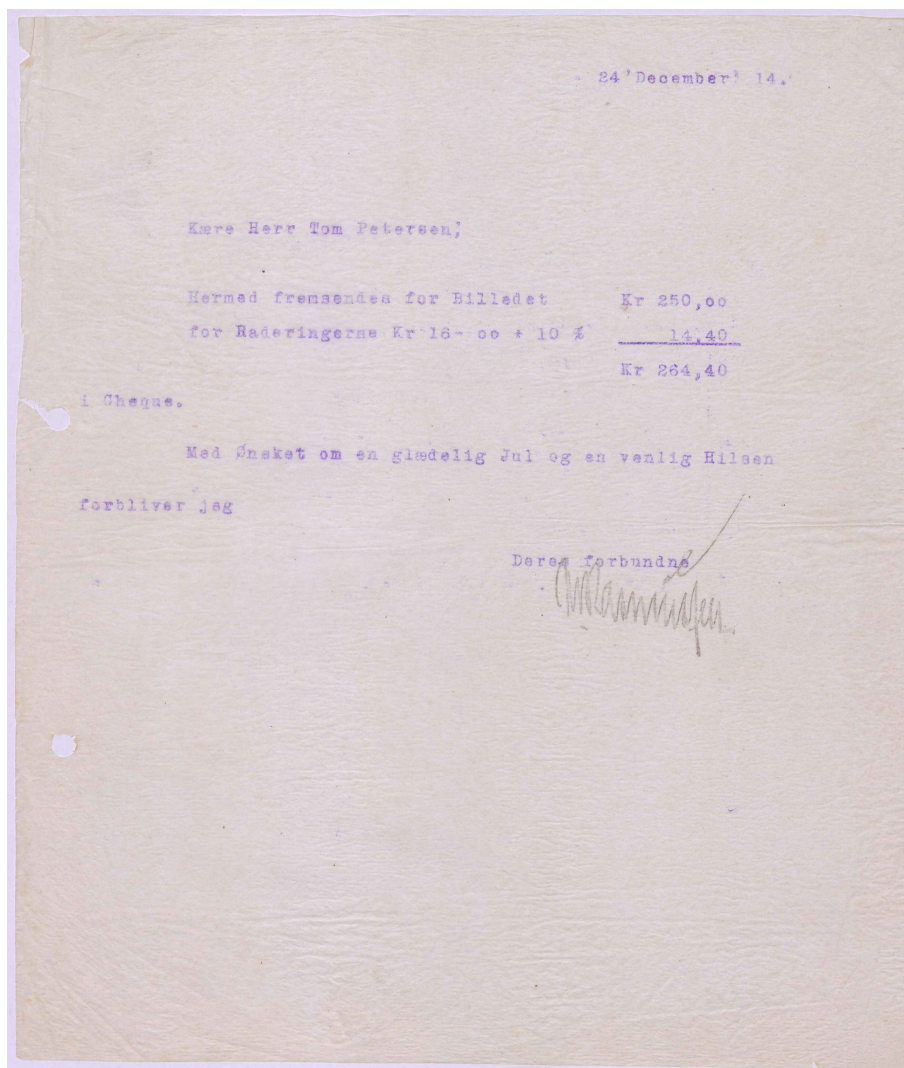 24 'December' 14.
Kære Herr Tom Petersen;
Hermed fremsendes for Billedet Kr 250,00
for Raderingerne Kr 16- 00 + 10 % 14,40
Kr 264,40
i Cheque.
Med Ønsket om en glædelig Jul og en venlig Hilsen
forbliver jeg
Deres forbundne